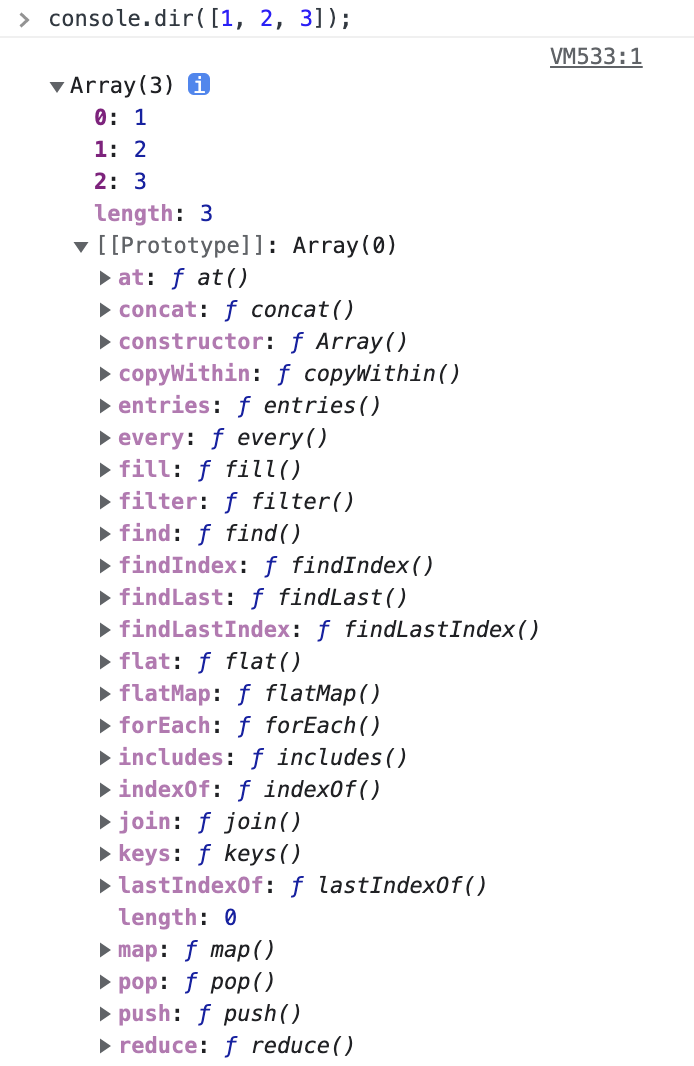 > console.dir([1, 2, 3]);
VM533:1
▼Array(3) i
0: 1
1: 2
2: 3
length: 3
▼[[Prototype]]: Array(0)
▶at: ƒ at()
▶concat: ƒ concat()
▶constructor: ƒ Array()
▶copyWithin: ƒ copyWithin()
▶entries: ƒ entries()
▶every: ƒ every()
▶fill: ƒ fill()
▶filter: ƒ filter()
▶find: ƒ find()
▶findIndex: ƒ findIndex()
▶findLast: ƒ findLast()
▶findLastIndex: ƒ findLastIndex()
▶flat: ƒ flat()
▶flatMap: ƒ flatMap()
▶forEach: ƒ forEach()
▶includes: ƒ includes()
▶indexOf: ƒ indexOf()
▶join: ƒ join()
▶keys: ƒ keys()
▶lastIndexOf: ƒ lastIndexOf()
length: 0
▶map: ƒ map()
▶pop: ƒ pop()
▶push: ƒ push()
▶reduce: ƒ reduce()